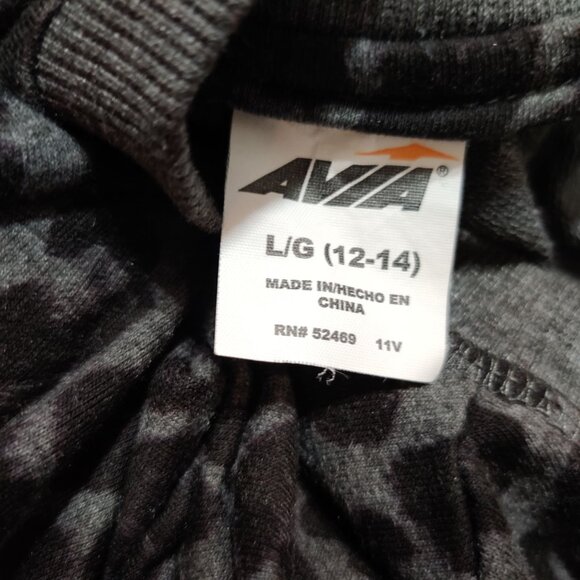 AVIA®
L/G (12-14)
MADE IN/HECHO EN
CHINA
RN# 52469 11V